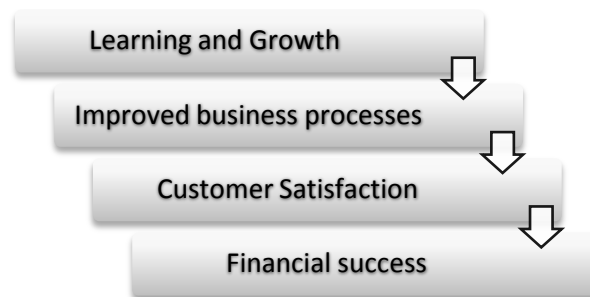 Learning and Growth
Improved business processes
Customer Satisfaction
Financial success